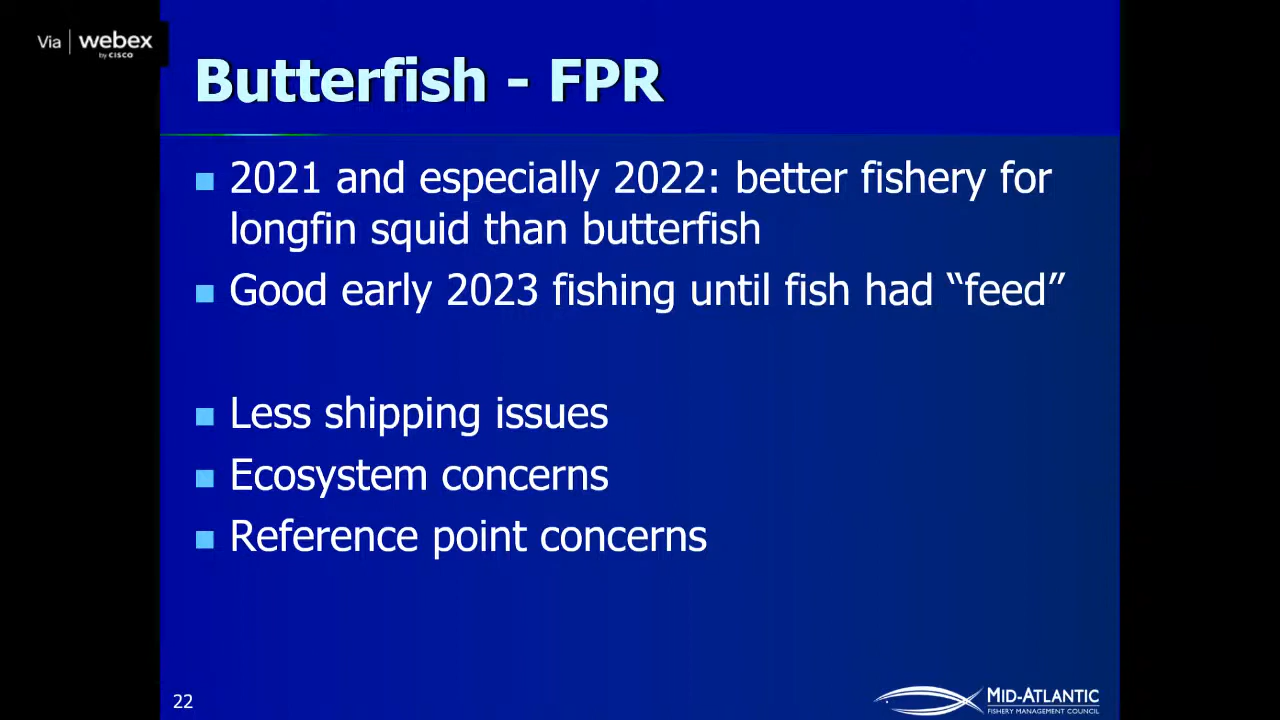 Via | webex
by CISCO
Butterfish - FPR
2021 and especially 2022: better fishery for
longfin squid than butterfish
Good early 2023 fishing until fish had “feed”
Less shipping issues
Ecosystem concerns
Reference point concerns
22
MID-ATLANTIC
FISHERY MANAGEMENT COUNCIL